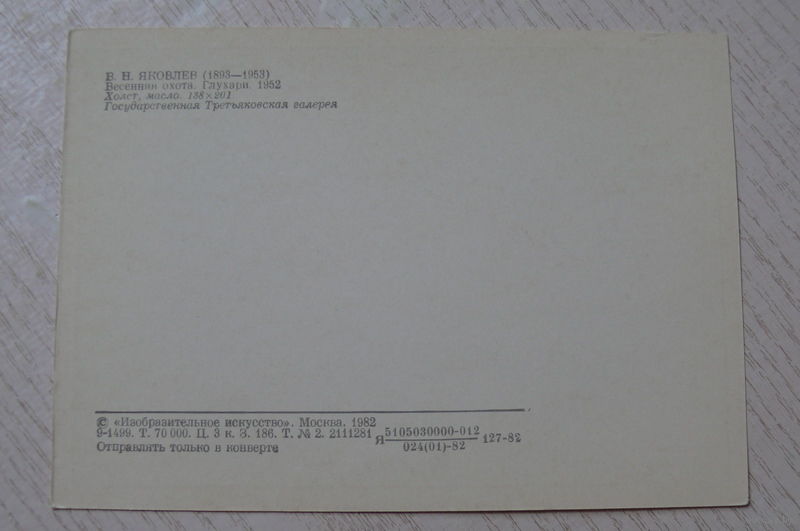 В. Н. ЯКОВЛЕВ (1893—1953)
Весенняя охота. Глухари. 1952
Холст, масло. 138×201
Государственная Третьяковская галерея
© «Изобразительное искусство». Москва. 1982
9-1499. Т. 70 000. Ц. 3 к. З. 186. Т. № 2. 2111281
Я 5105030000-012 127-82
024(01)-82
Отправлять только в конверте